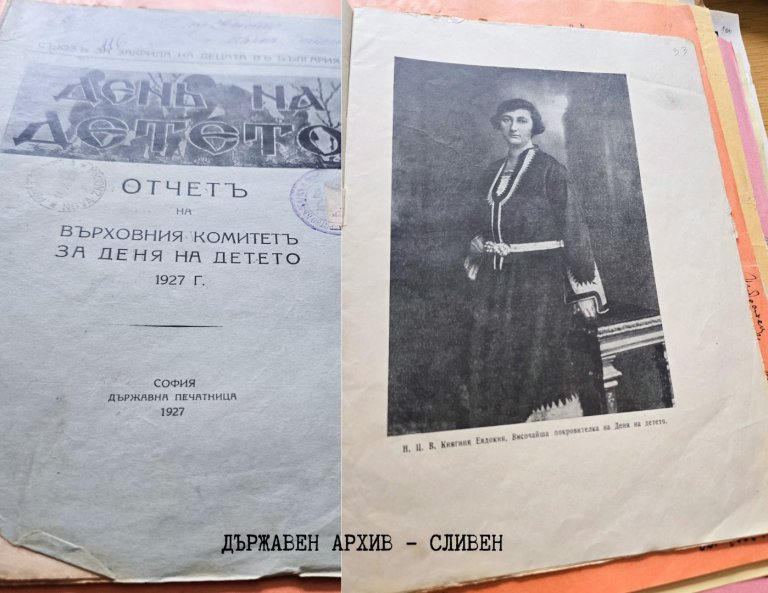 СЪЮЗЪ ЗА ЗАКРИЛА НА ДЕЦАТА ВЪ БЪЛГАРИЯ
ДЕНЬ НА
ДЕТЕТО
ОТЧЕТЪ
НА
ВЪРХОВНИЯ КОМИТЕТЪ
ЗА ДЕНЯ НА ДЕТЕТО
1927 Г.
СОФИЯ
ДЪРЖАВНА ПЕЧАТНИЦА
1927
53
Н. Ц. В. Княгиня Евдокия, Височайша покровителка на Деня на детето.
ДЪРЖАВЕН АРХИВ - СЛИВЕН